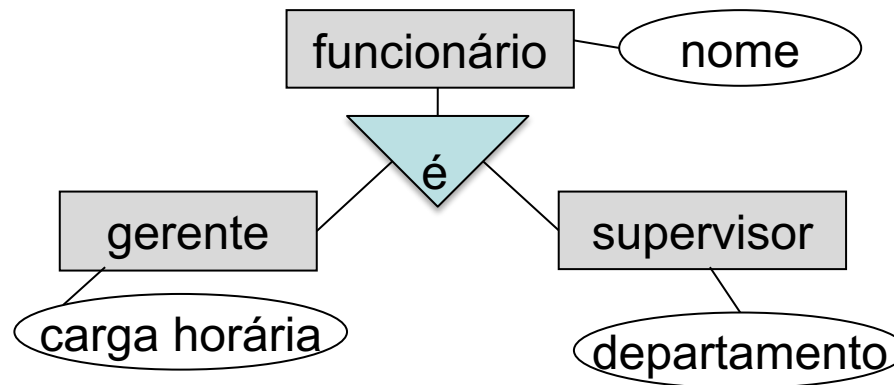 funcionário
nome
é
gerente
supervisor
carga horária
departamento